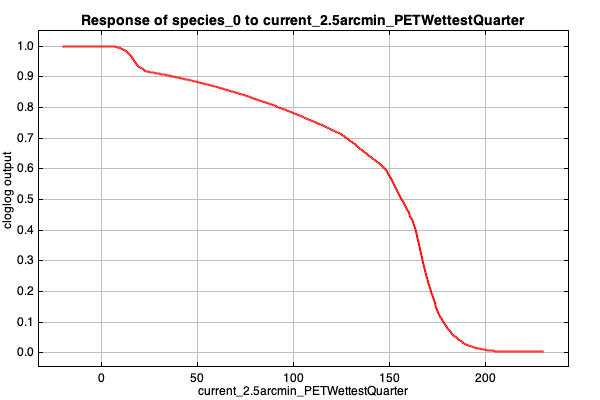 Response of species_0 to current_2.5arcmin_PETWettestQuarter
1.0
0.9
0.8
0.7
0.6
0.5
0.4
0.3
0.2
0.1
0.0
cloglog output
0 50 100 150 200
current_2.5arcmin_PETWettestQuarter